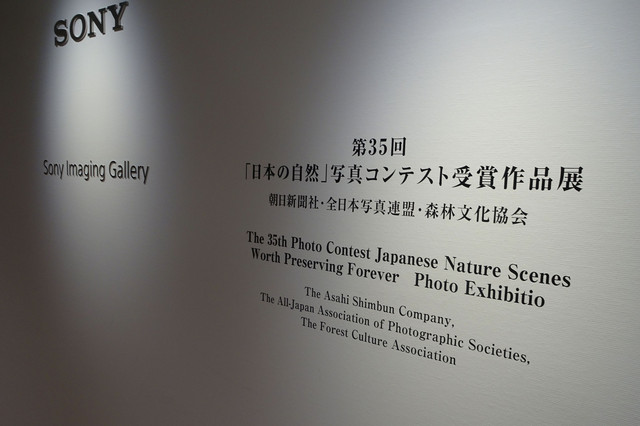 SONY
Sony Imaging Gallery
第35回
「日本の自然」写真コンテスト受賞作品展
朝日新聞社・全日本写真連盟・森林文化協会
The 35th Photo Contest Japanese Nature Scenes
Worth Preserving Forever Photo Exhibitio
The Asahi Shimbun Company,
The All-Japan Association of Photographic Societies,
The Forest Culture Association